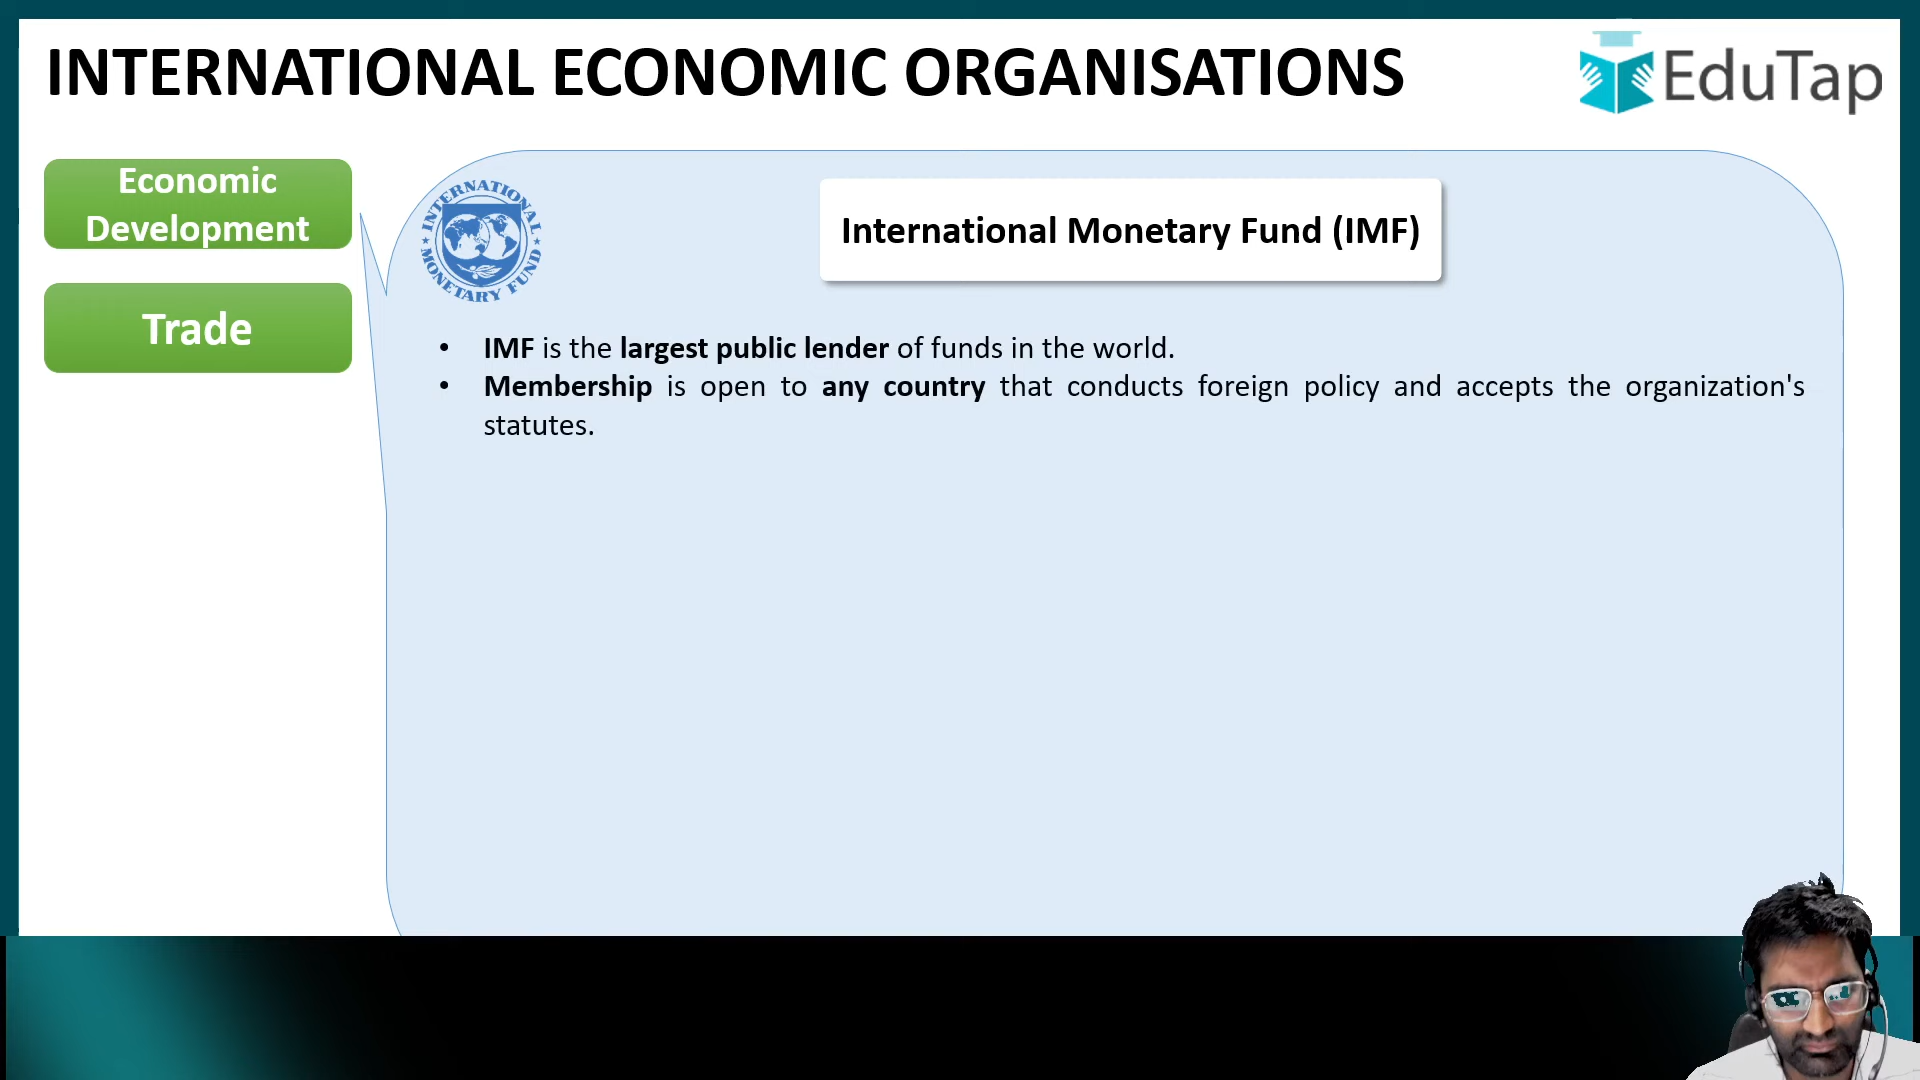 INTERNATIONAL ECONOMIC ORGANISATIONS
EduTap
Economic
Development
Trade
INTERNATIONAL
MONETARY FUND
International Monetary Fund (IMF)
• IMF is the largest public lender of funds in the world.
• Membership is open to any country that conducts foreign policy and accepts the organization's
statutes.